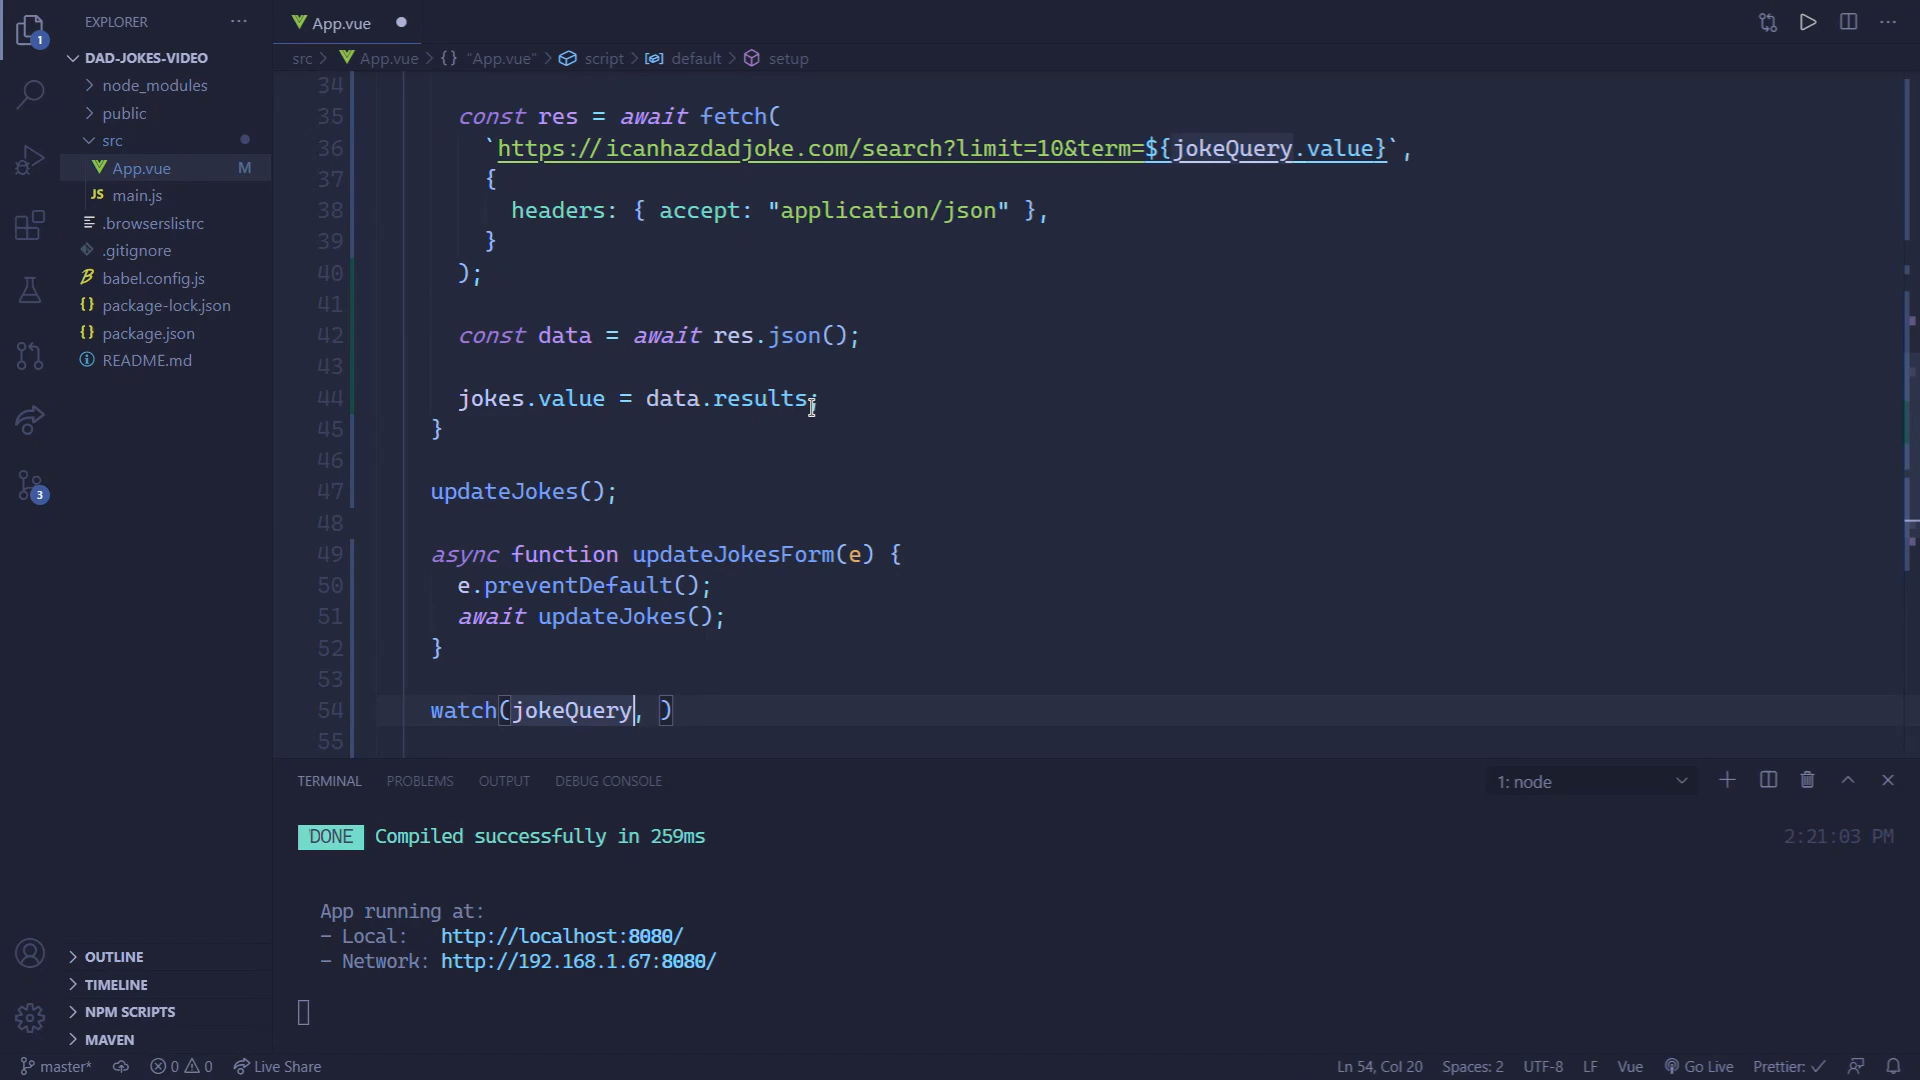 1
EXPLORER
···
App.vue
···
DAD-JOKES-VIDEO
src > App.vue > {} "App.vue" > script > default > setup
node_modules
public
src
App.vue M
JS main.js
.browserslistrc
.gitignore
babel.config.js
{} package-lock.json
{} package.json
README.md
3
OUTLINE
TIMELINE
NPM SCRIPTS
MAVEN
34
35 const res = await fetch(
36 `https://icanhazdadjoke.com/search?limit=10&term=${jokeQuery.value}`,
37 {
38 headers: { accept: "application/json" },
39 }
40 );
41
42 const data = await res.json();
43
44 jokes.value = data.results;
45 }
46
47 updateJokes();
48
49 async function updateJokesForm(e) {
50 e.preventDefault();
51 await updateJokes();
52 }
53
54 watch(jokeQuery, )
55
TERMINAL PROBLEMS OUTPUT DEBUG CONSOLE 1: node
DONE Compiled successfully in 259ms 2:21:03 PM
App running at:
- Local: http://localhost:8080/
- Network: http://192.168.1.67:8080/
master* 0 0 Live Share Ln 54, Col 20 Spaces: 2 UTF-8 LF Vue Go Live Prettier: ✓